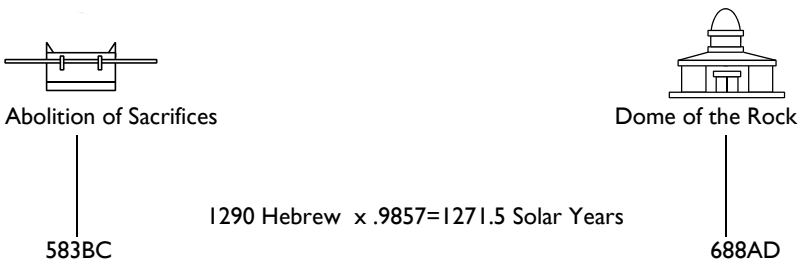 Abolition of Sacrifices
Dome of the Rock
1290 Hebrew x .9857=1271.5 Solar Years
583BC
688AD